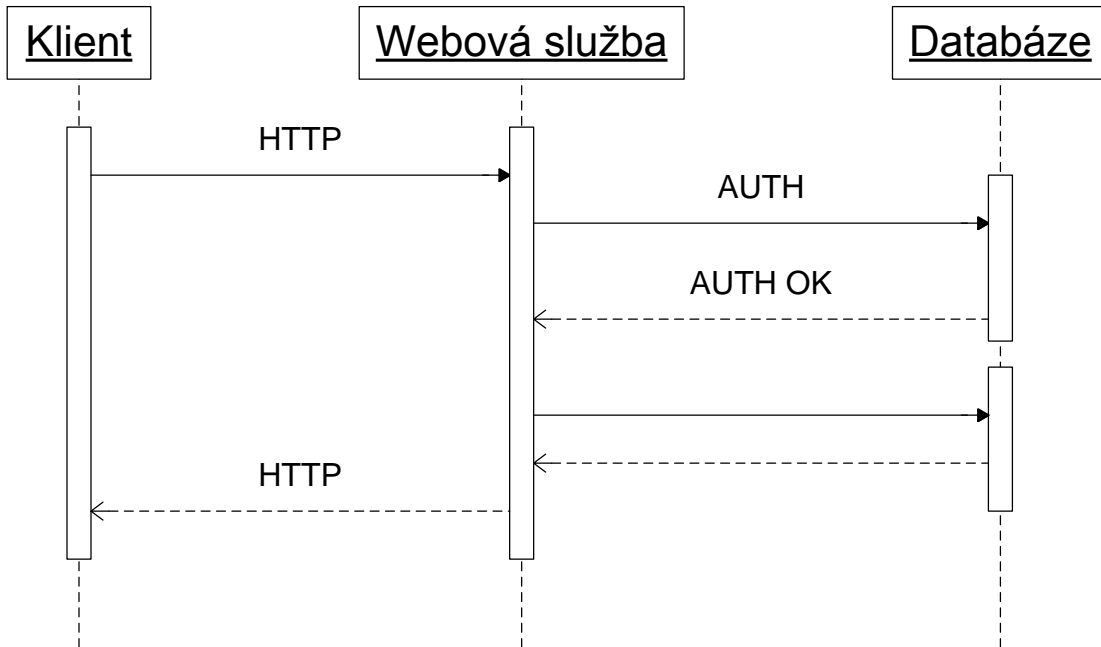 Klient
Webová služba
Databáze
HTTP
AUTH
AUTH OK
HTTP